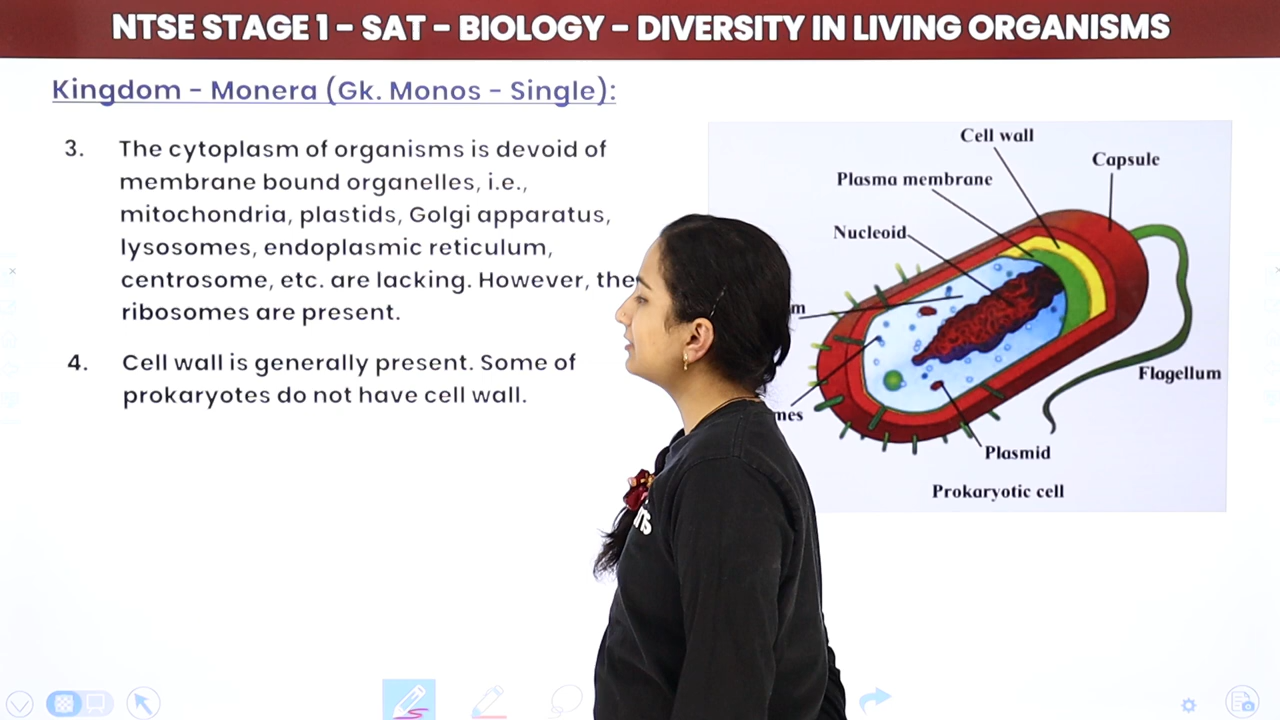 NTSE STAGE 1 – SAT – BIOLOGY – DIVERSITY IN LIVING ORGANISMS
Kingdom – Monera (Gk. Monos – Single):
3. The cytoplasm of organisms is devoid of
membrane bound organelles, i.e.,
mitochondria, plastids, Golgi apparatus,
lysosomes, endoplasmic reticulum,
centrosome, etc. are lacking. However, the
ribosomes are present.
4. Cell wall is generally present. Some of
prokaryotes do not have cell wall.
Cell wall
Capsule
Plasma membrane
Nucleoid
Flagellum
Plasmid
Prokaryotic cell